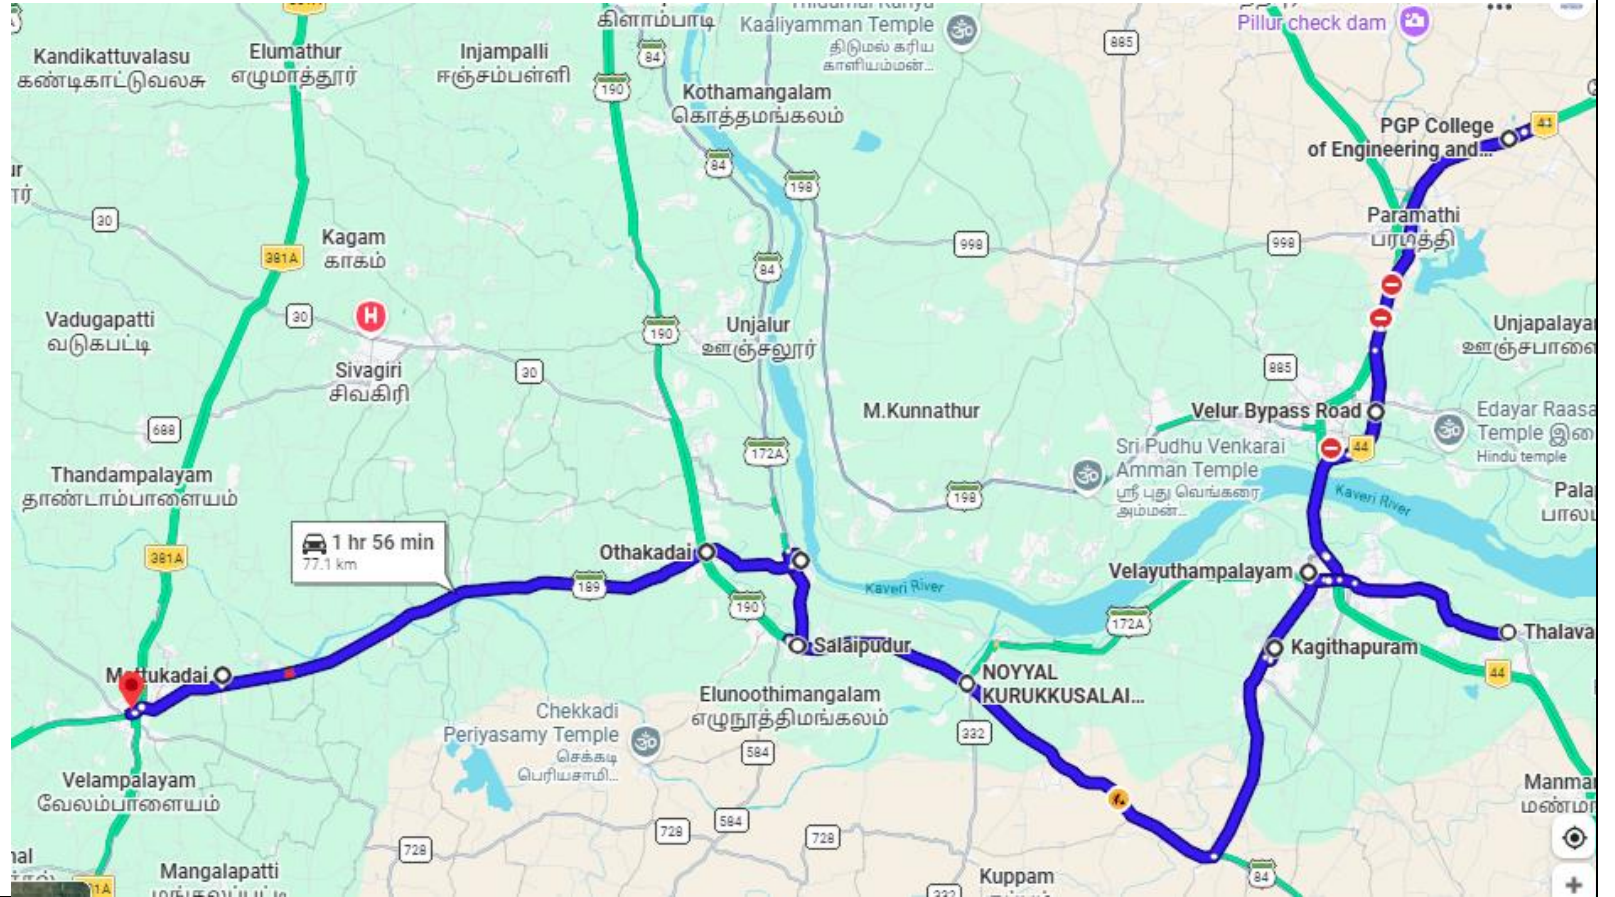 கிளாம்பாடி
Kaaliyamman Temple
திடுமல் கரிய
காளியம்மன்...
Pillur check dam
885
84
190
Kandikattuvalasu
கண்டிகாட்டுவலசு
Elumathur
எழுமாத்தூர்
Injampalli
ஈஞ்சம்பள்ளி
Kothamangalam
கொத்தமங்கலம்
PGP College
of Engineering and...
44
84
198
30
Paramathi
பரமத்தி
998
998
Kagam
காகம்
381A
84
30
Vadugapatti
வடுகபட்டி
190
Unjalur
ஊஞ்சலூர்
Unjapalaya
ஊஞ்சபாளை
Sivagiri
சிவகிரி
30
885
M.Kunnathur
Velur Bypass Road
Edayar Raasa
Temple
Hindu temple
688
172A
44
Sri Pudhu Venkarai
Amman Temple
ஸ்ரீ புது வெங்கரை
அம்மன்...
Thandampalayam
தாண்டாம்பாளையம்
198
Kaveri River
381A
1 hr 56 min
77.1 km
Othakadai
189
Kaveri River
Velayuthampalayam
190
172A
Thalava
Salaipudur
Kagithapuram
Mettukadai
NOYYAL
KURUKKUSALAI...
44
Elunoothimangalam
எழுநூத்திமங்கலம்
Chekkadi
Periyasamy Temple
செக்கடி
பெரியசாமி...
332
584
Velampalayam
வேலம்பாளையம்
584
728
728
728
Mangalapatti
84
Kuppam
332